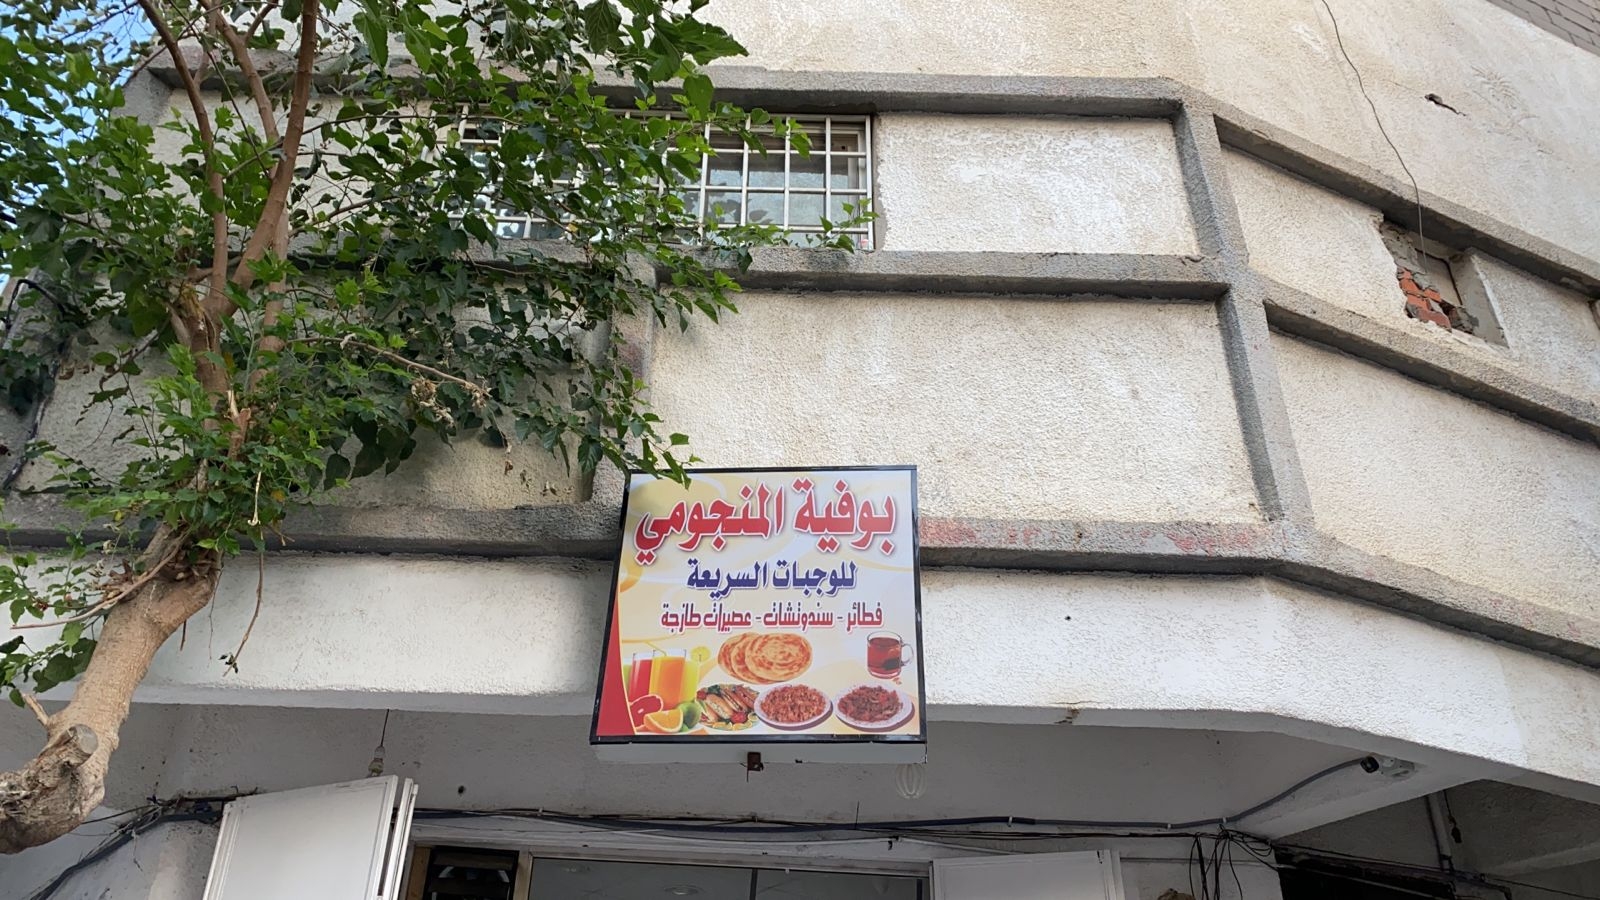 بوفية المنجومي
للوجبات السريعة
فطائر - سندوتشات - عصيرات طازجة